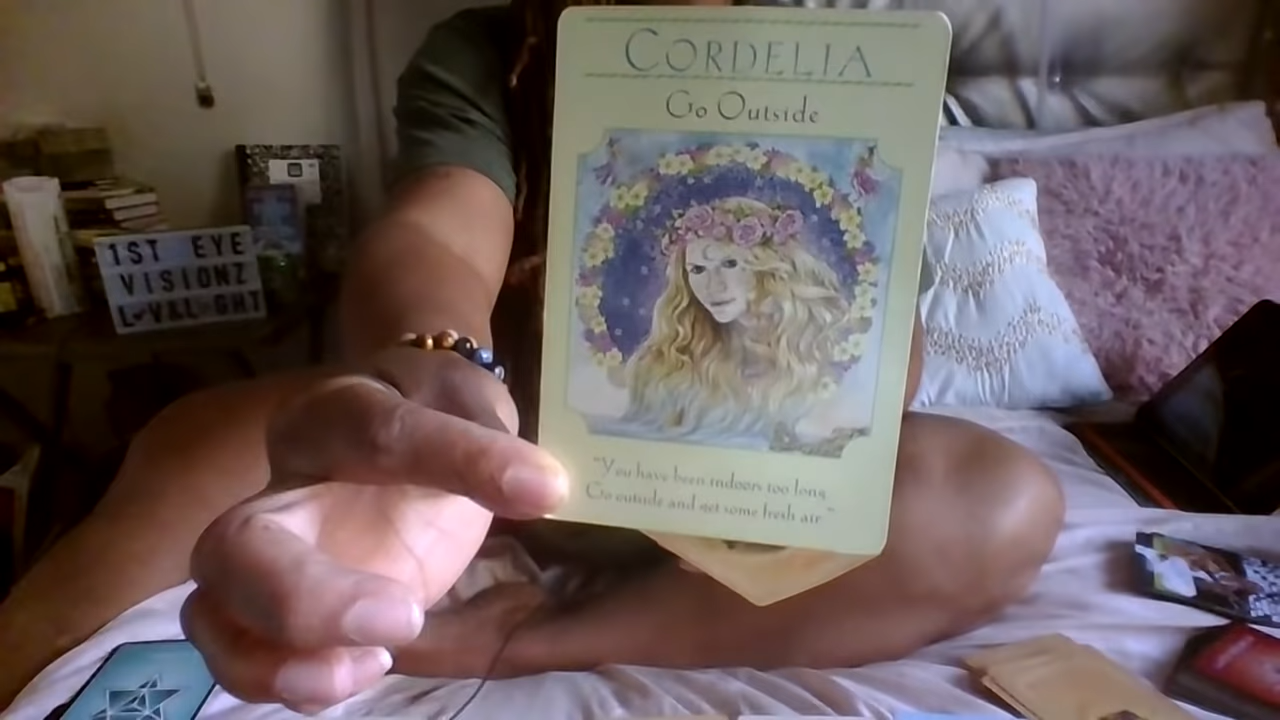 CORDELIA
Go Outside
"You have been indoors too long.
Go outside and get some fresh air."
1ST EYE
VISIONZ
L♥V&L GHT